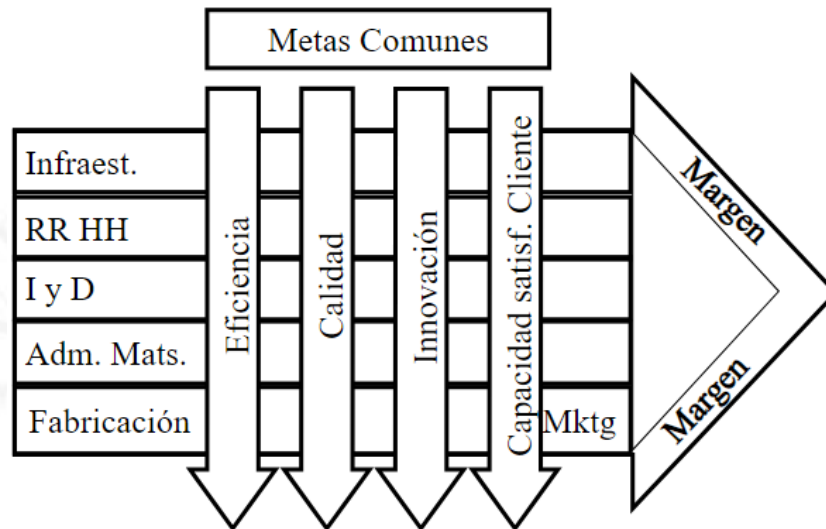 Metas Comunes
Infraest.
RR HH
I y D
Adm. Mats.
Fabricación
Eficiencia
Calidad
Innovación
Capacidad satisf. Cliente
Mktg
Margen
Margen